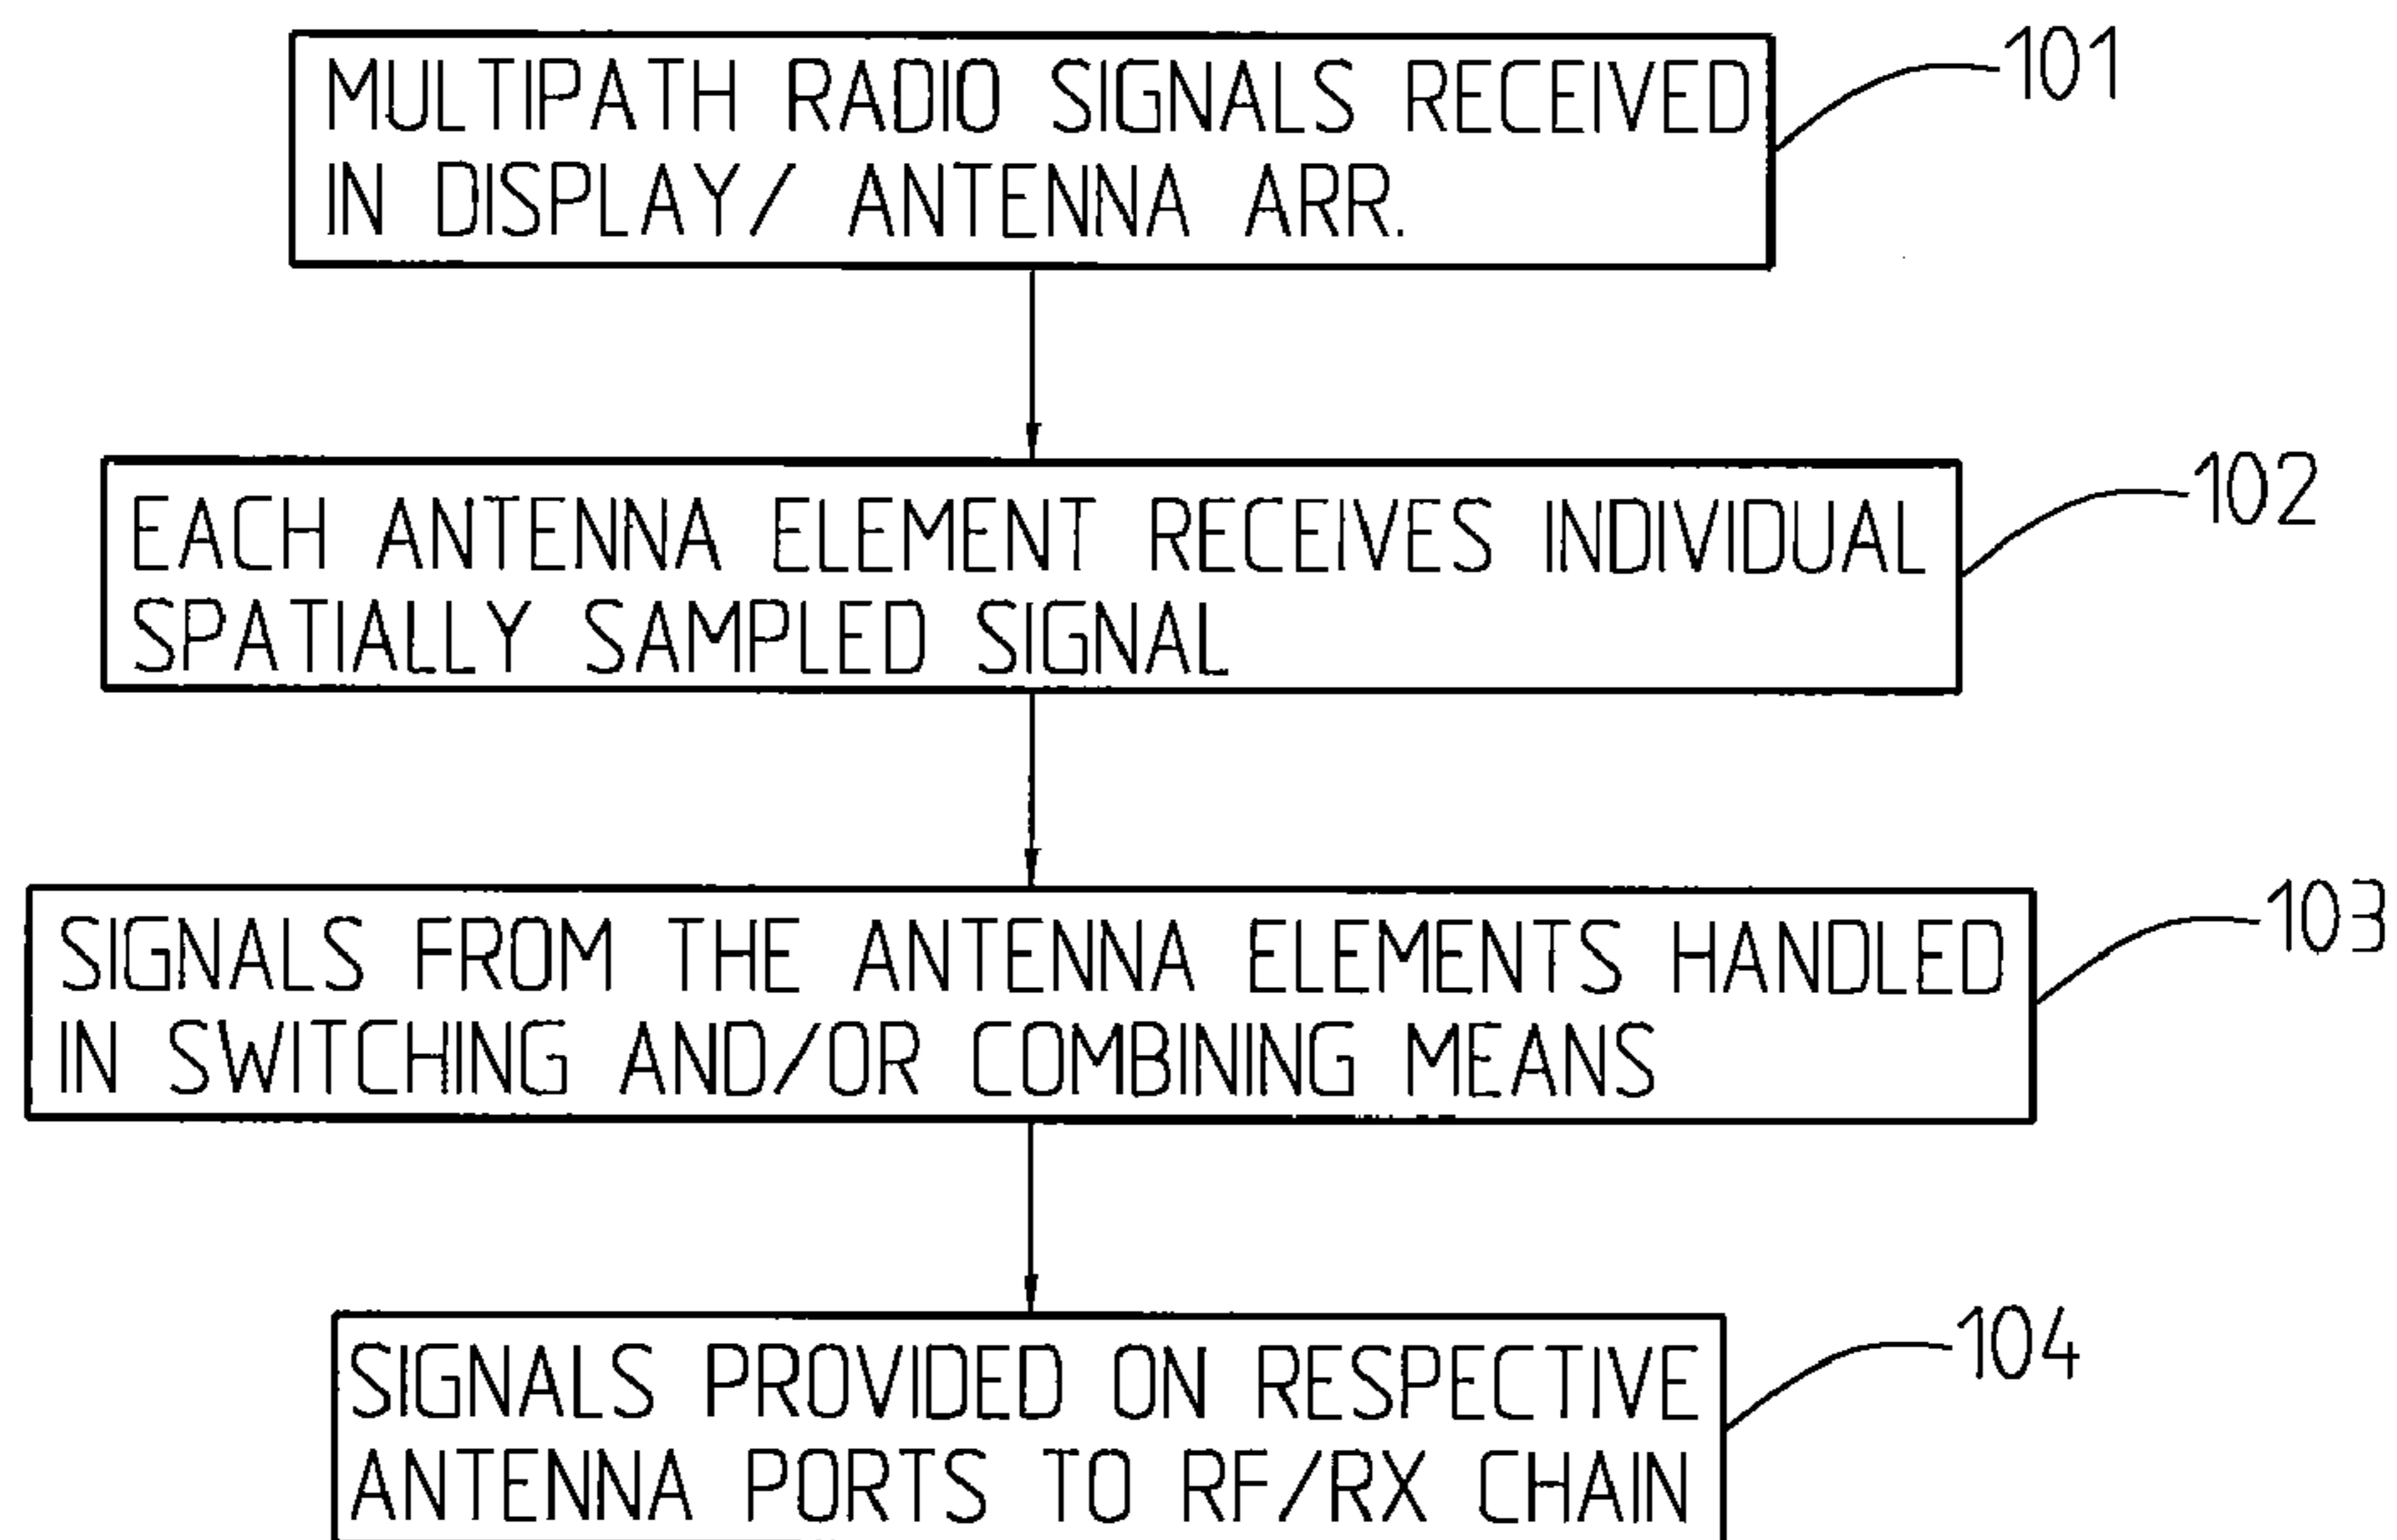 MULTIPATH RADIO SIGNALS RECEIVED
IN DISPLAY/ ANTENNA ARR.
101
EACH ANTENNA ELEMENT RECEIVES INDIVIDUAL
SPATIALLY SAMPLED SIGNAL
102
SIGNALS FROM THE ANTENNA ELEMENTS HANDLED
IN SWITCHING AND/OR COMBINING MEANS
103
SIGNALS PROVIDED ON RESPECTIVE
ANTENNA PORTS TO RF/RX CHAIN
104